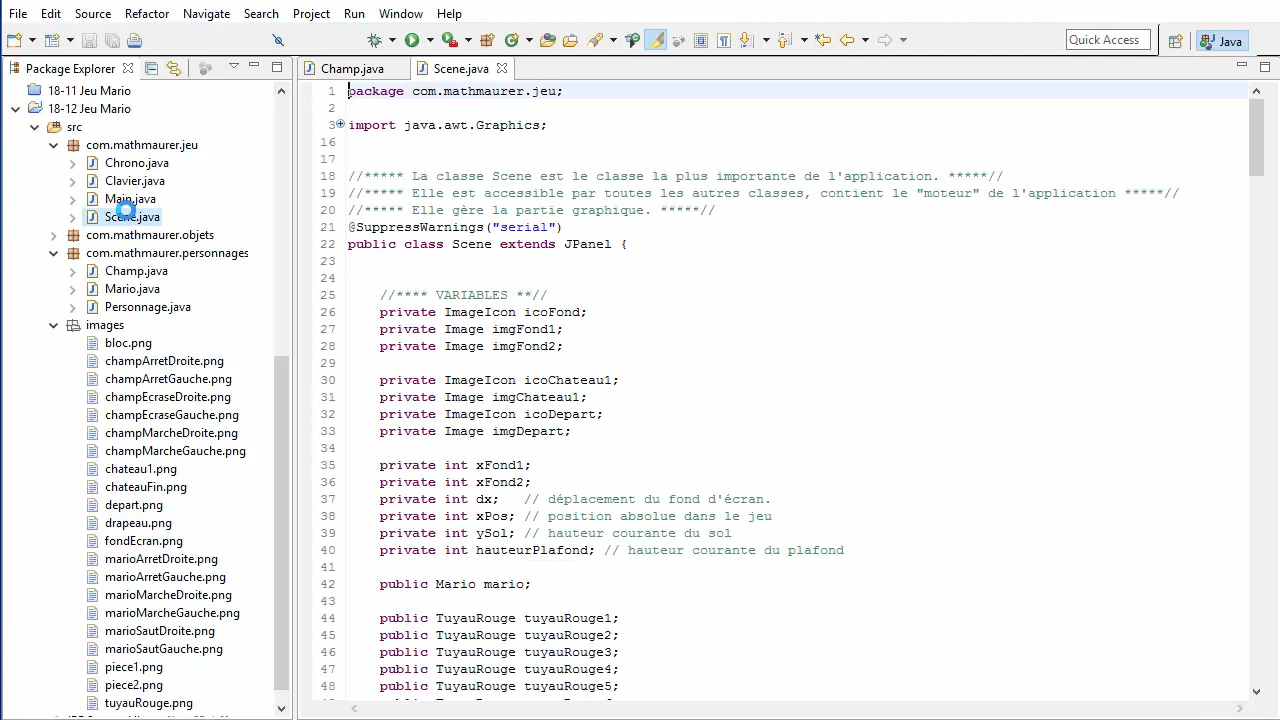 File Edit Source Refactor Navigate Search Project Run Window Help
Quick Access Java
Package Explorer
18-11 Jeu Mario
18-12 Jeu Mario
src
com.mathmaurer.jeu
Chrono.java
Clavier.java
Main.java
Scene.java
com.mathmaurer.objets
com.mathmaurer.personnages
Champ.java
Mario.java
Personnage.java
images
bloc.png
champArretDroite.png
champArretGauche.png
champEcraseDroite.png
champEcraseGauche.png
champMarcheDroite.png
champMarcheGauche.png
chateau1.png
chateauFin.png
depart.png
drapeau.png
fondEcran.png
marioArretDroite.png
marioArretGauche.png
marioMarcheDroite.png
marioMarcheGauche.png
marioSautDroite.png
marioSautGauche.png
piece1.png
piece2.png
tuyauRouge.png
Champ.java Scene.java
1 package com.mathmaurer.jeu;
2
3 import java.awt.Graphics;
16
17
18 //***** La classe Scene est le classe la plus importante de l'application. *****//
19 //***** Elle est accessible par toutes les autres classes, contient le "moteur" de l'application *****//
20 //***** Elle gère la partie graphique. *****//
21 @SuppressWarnings("serial")
22 public class Scene extends JPanel {
23
24
25 //**** VARIABLES **//
26 private ImageIcon icoFond;
27 private Image imgFond1;
28 private Image imgFond2;
29
30 private ImageIcon icoChateau1;
31 private Image imgChateau1;
32 private ImageIcon icoDepart;
33 private Image imgDepart;
34
35 private int xFond1;
36 private int xFond2;
37 private int dx; // déplacement du fond d'écran.
38 private int xPos; // position absolue dans le jeu
39 private int ySol; // hauteur courante du sol
40 private int hauteurPlafond; // hauteur courante du plafond
41
42 public Mario mario;
43
44 public TuyauRouge tuyauRouge1;
45 public TuyauRouge tuyauRouge2;
46 public TuyauRouge tuyauRouge3;
47 public TuyauRouge tuyauRouge4;
48 public TuyauRouge tuyauRouge5;